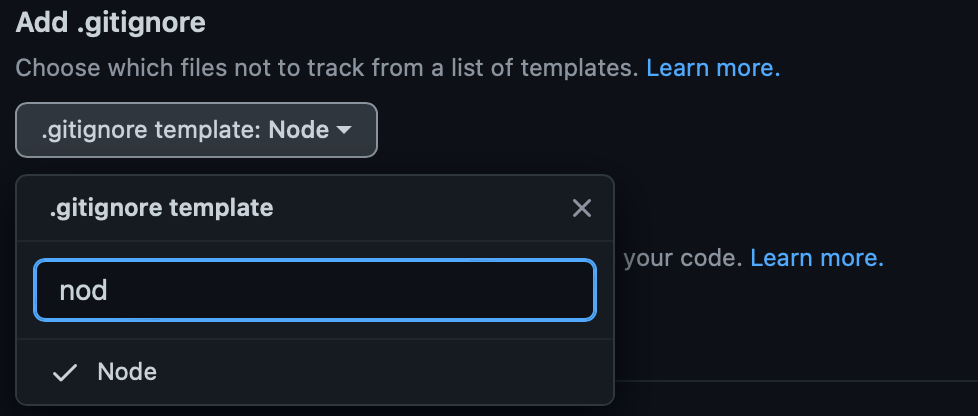 Add .gitignore
Choose which files not to track from a list of templates. Learn more.
.gitignore template: Node
.gitignore template
your code. Learn more.
nod
Node